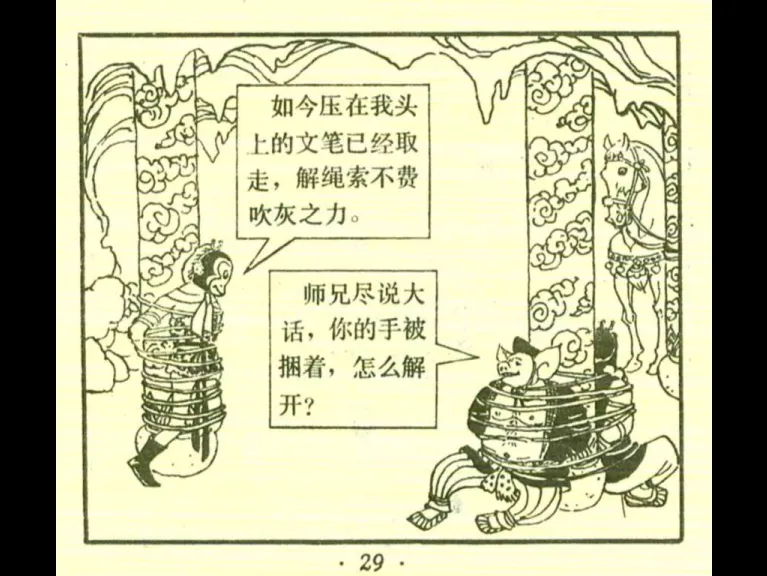 如今压在我头
上的文笔已经取
走，解绳索不费
吹灰之力。
师兄尽说大
话，你的手被
捆着，怎么解
开？
· 29 ·